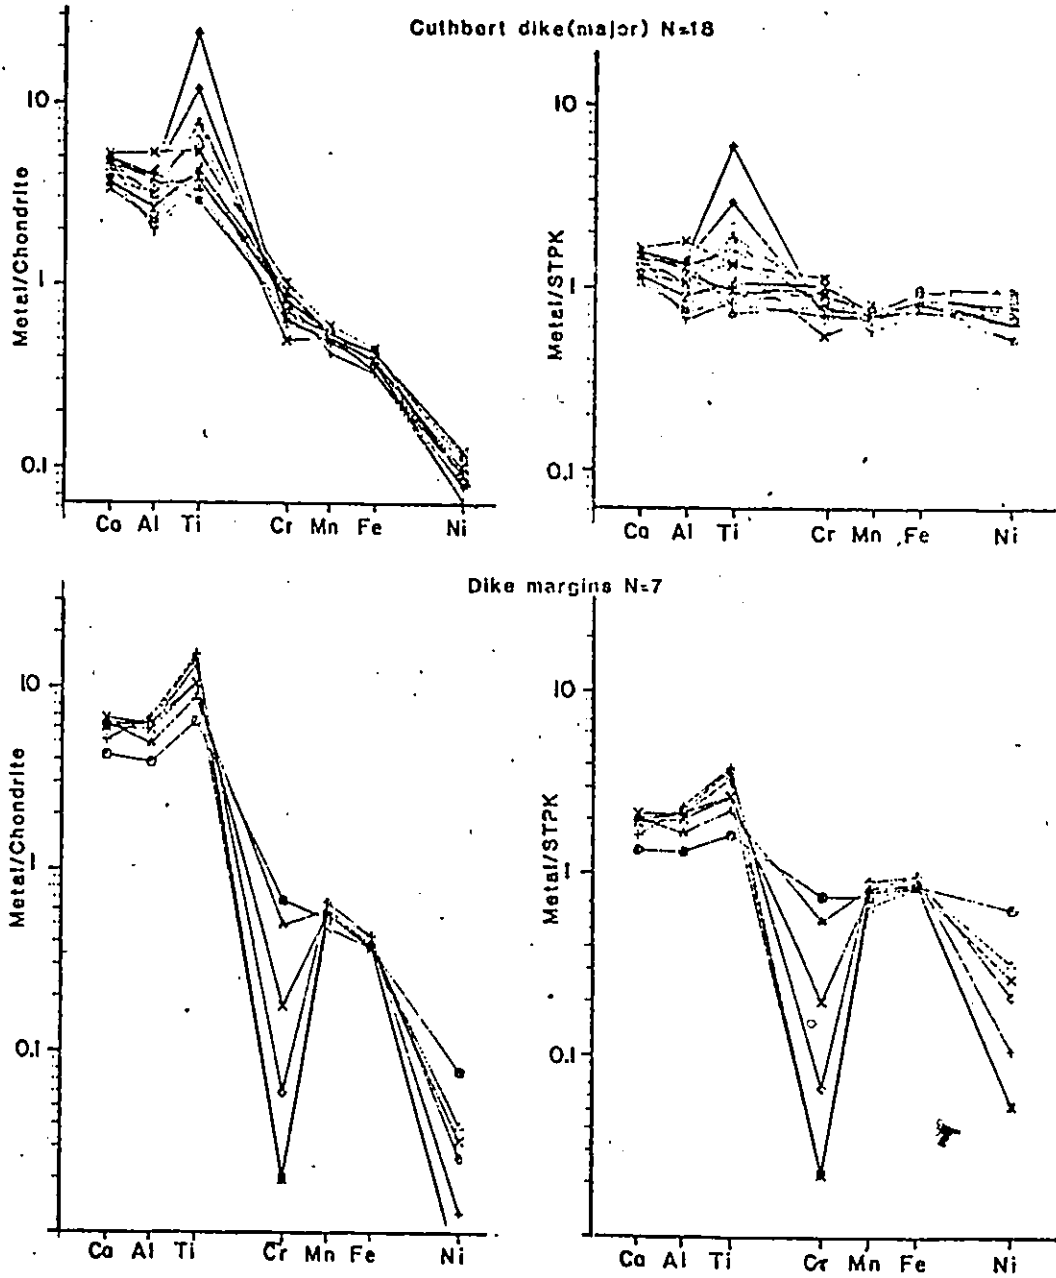 Cuthbert dike(major) N=18
Metal/Chondrite
10
1
0.1
Ca Al Ti Cr Mn Fe Ni
Metal/STPK
10
1
0.1
Ca Al Ti Cr Mn Fe Ni
Dike margins N=7
Metal/Chondrite
10
1
0.1
Ca Al Ti Cr Mn Fe Ni
Metal/STPK
10
1
0.1
Ca Al Ti Cr Mn Fe Ni